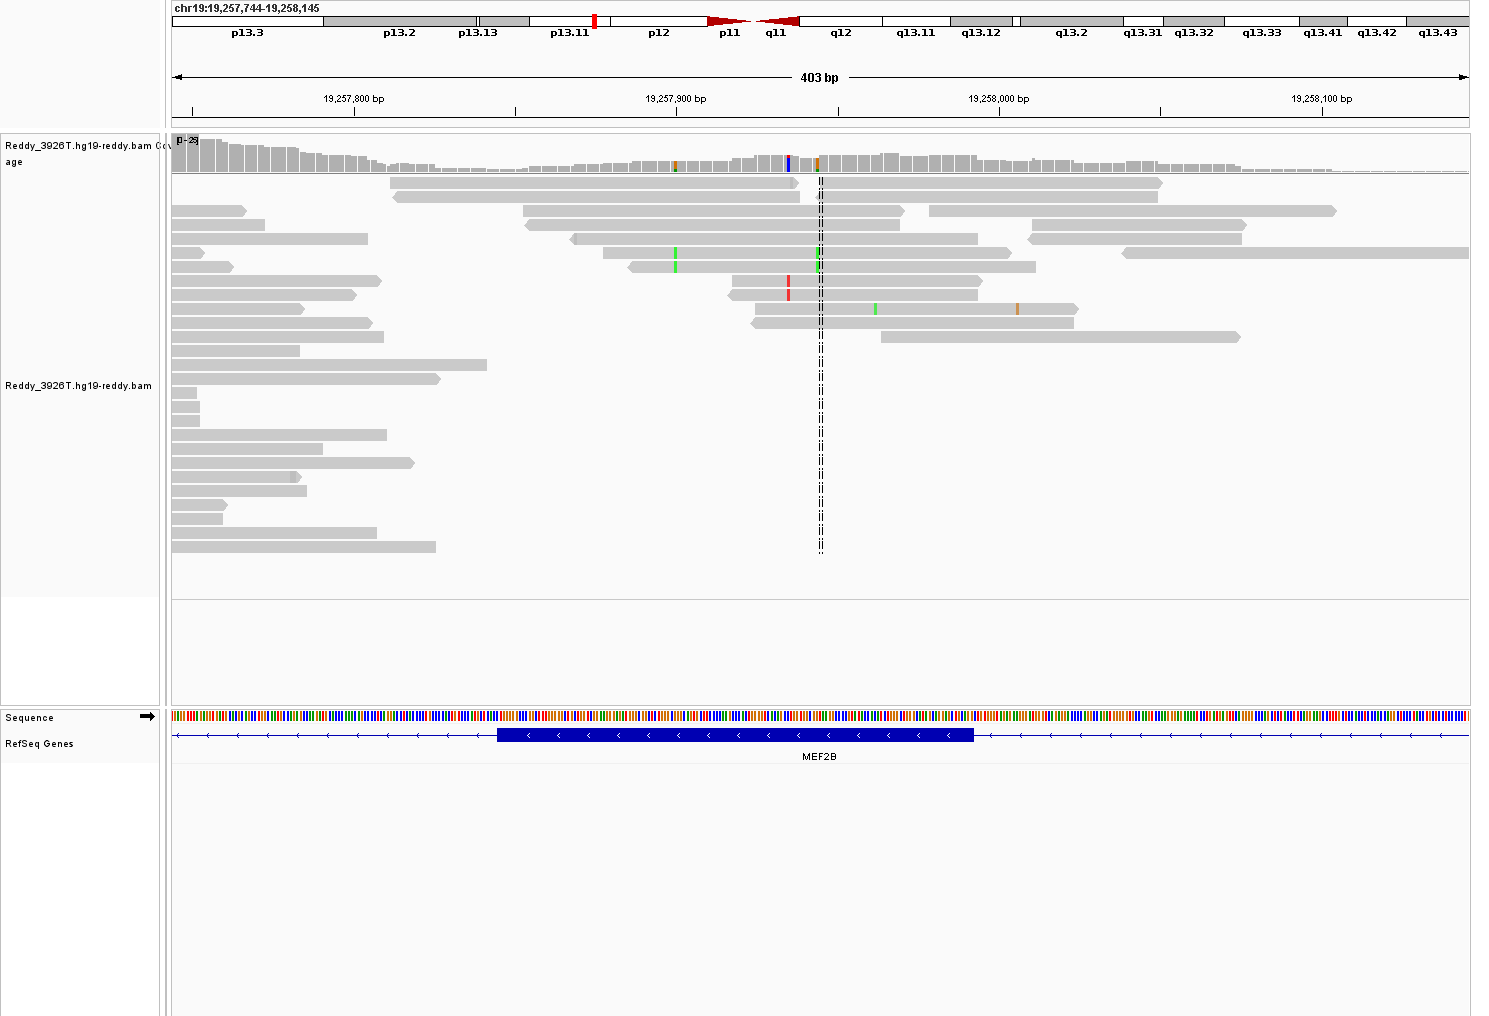 chr19:19,257,744-19,258,145
p13.3 p13.2 p13.13 p13.11 p12 p11 q11 q12 q13.11 q13.12 q13.2 q13.31 q13.32 q13.33 q13.41 q13.42 q13.43
403 bp
19,257,800 bp 19,257,900 bp 19,258,000 bp 19,258,100 bp
[0-26]
Reddy_3926T.hg19-reddy.bam Cov
age
Reddy_3926T.hg19-reddy.bam
Sequence
RefSeq Genes
MEF2B